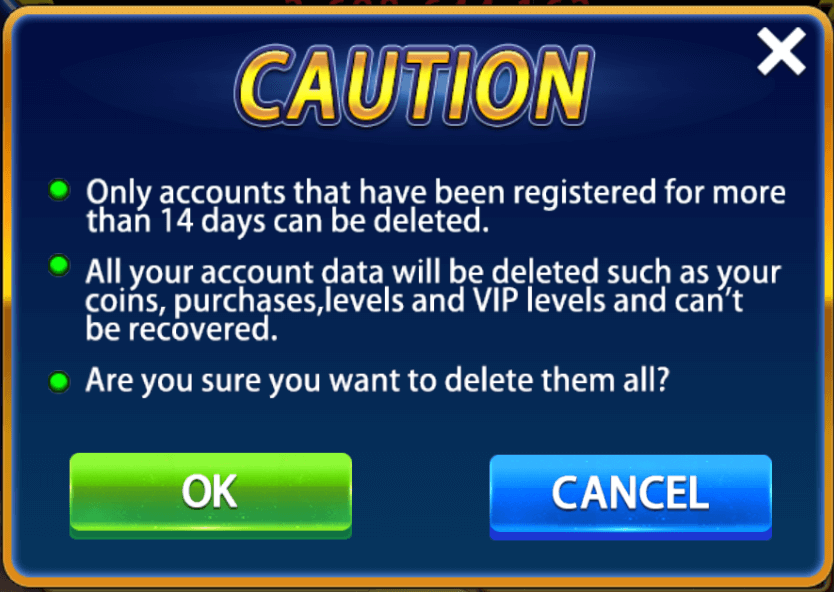 CAUTION
Only accounts that have been registered for more
than 14 days can be deleted.
All your account data will be deleted such as your
coins, purchases,levels and VIP levels and can't
be recovered.
Are you sure you want to delete them all?
OK
CANCEL